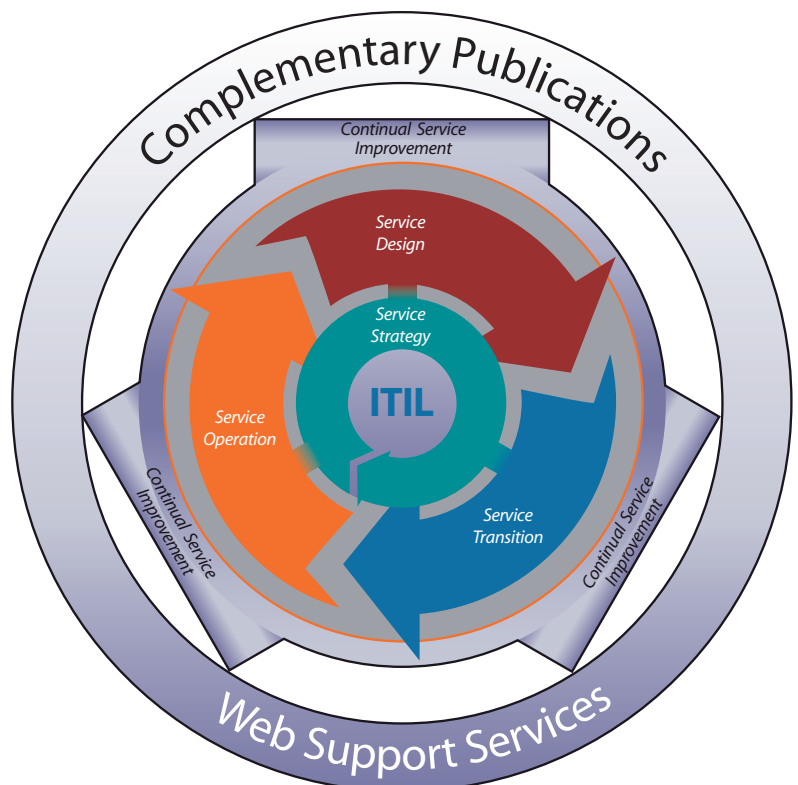 Complementary Publications
Continual Service
Improvement
Service
Design
Service
Strategy
ITIL
Service
Operation
Service
Transition
Continual Service
Improvement
Continual Service
Improvement
Web Support Services